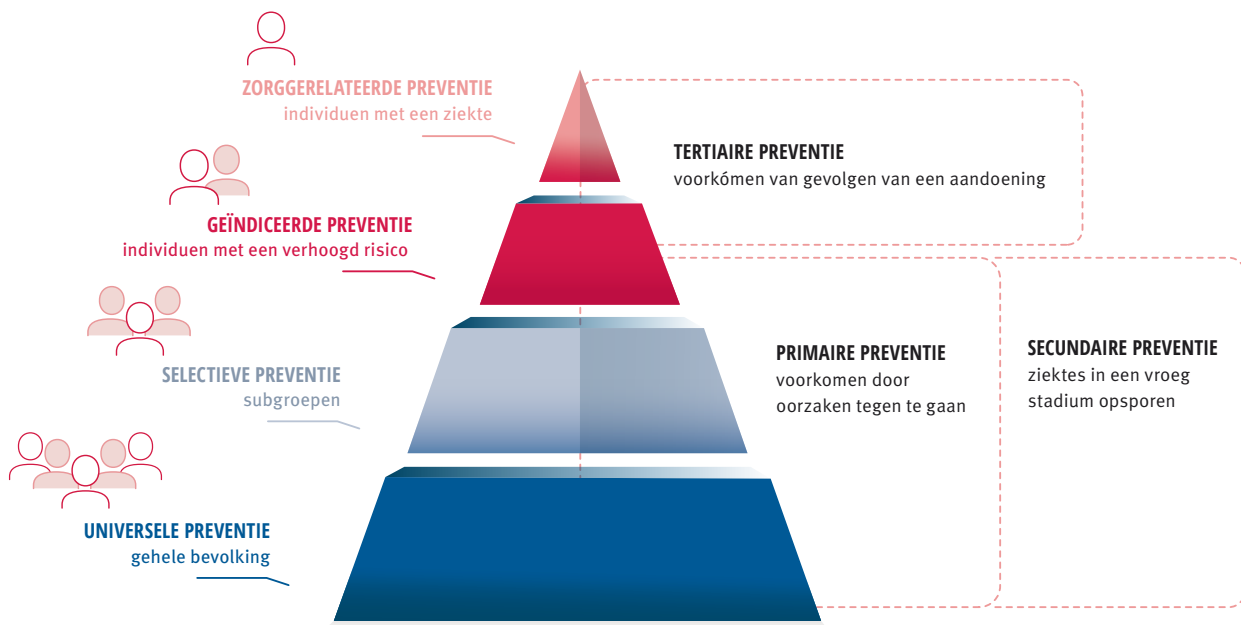 ZORGGERELATEERDE PREVENTIE
individuen met een ziekte
GEÏNDICEERDE PREVENTIE
individuen met een verhoogd risico
SELECTIEVE PREVENTIE
subgroepen
UNIVERSELE PREVENTIE
gehele bevolking
TERTIAIRE PREVENTIE
voorkómen van gevolgen van een aandoening
PRIMAIRE PREVENTIE
voorkomen door
oorzaken tegen te gaan
SECUNDAIRE PREVENTIE
ziektes in een vroeg
stadium opsporen